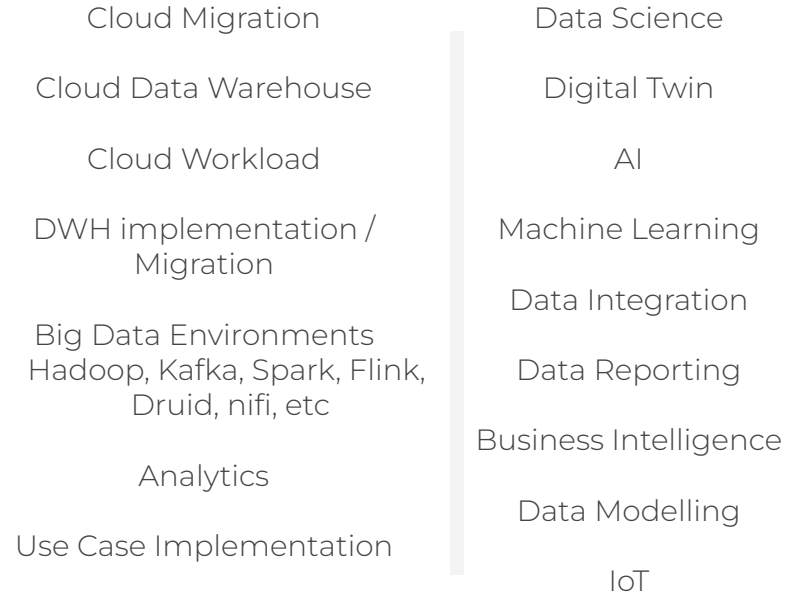 Cloud Migration
Cloud Data Warehouse
Cloud Workload
DWH implementation /
Migration
Big Data Environments
Hadoop, Kafka, Spark, Flink,
Druid, nifi, etc
Analytics
Use Case Implementation
Data Science
Digital Twin
AI
Machine Learning
Data Integration
Data Reporting
Business Intelligence
Data Modelling
IoT